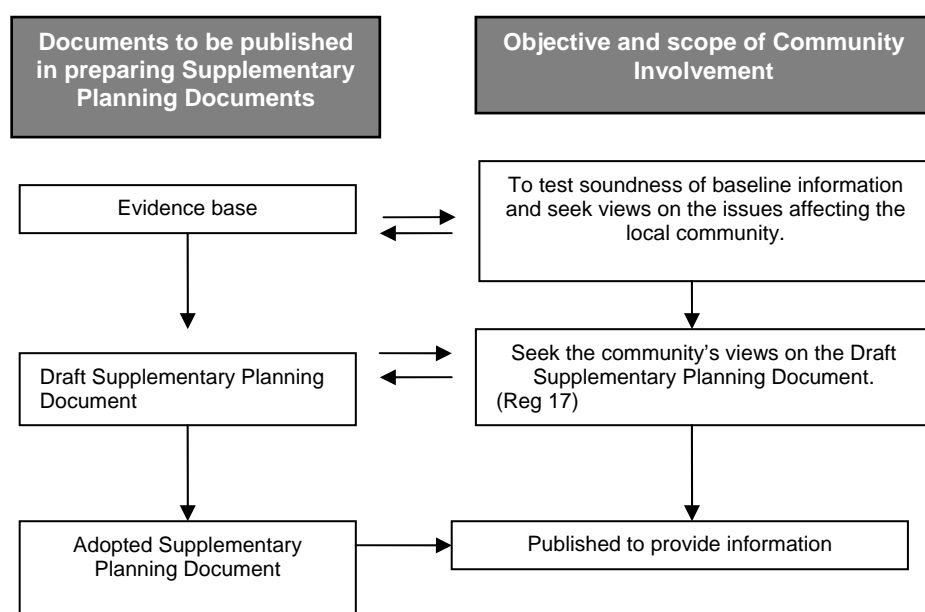 Documents to be published
in preparing Supplementary
Planning Documents
Objective and scope of Community
Involvement
Evidence base
To test soundness of baseline information
and seek views on the issues affecting the
local community.
Draft Supplementary Planning
Document
Seek the community’s views on the Draft
Supplementary Planning Document.
(Reg 17)
Adopted Supplementary
Planning Document
Published to provide information